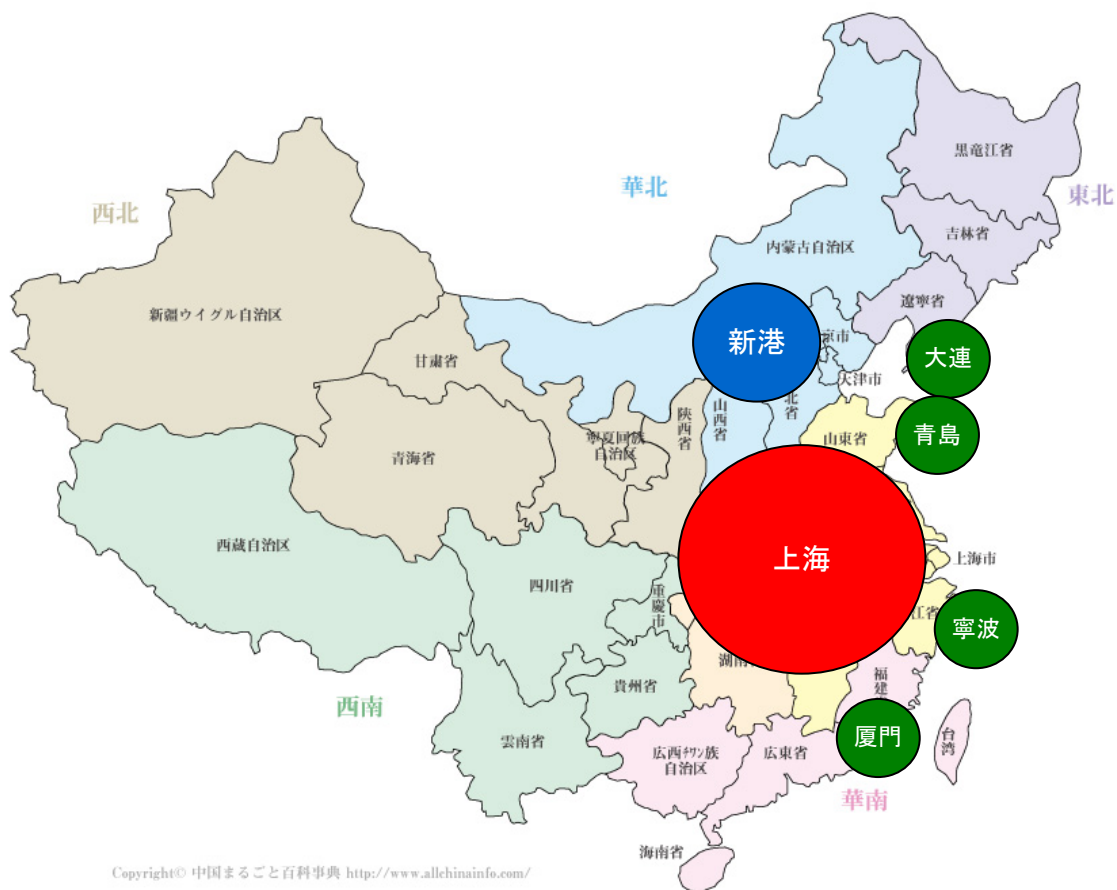 黒竜江省
華北
東北
西北
吉林省
内蒙古自治区
遼寧省
新疆ウイグル自治区
新港
京市
大連
甘粛省
天津市
北省
山西省
陝西省
青島
山東省
寧夏回族
自治区
青海省
西蔵自治区
上海
上海市
四川省
重慶市
江省
寧波
湖南
貴州省
福建
西南
厦門
雲南省
広西ﾁﾜﾝ族
自治区
広東省
台湾
華南
海南省
Copyright© 中国まるごと百科事典 http://www.allchinainfo.com/